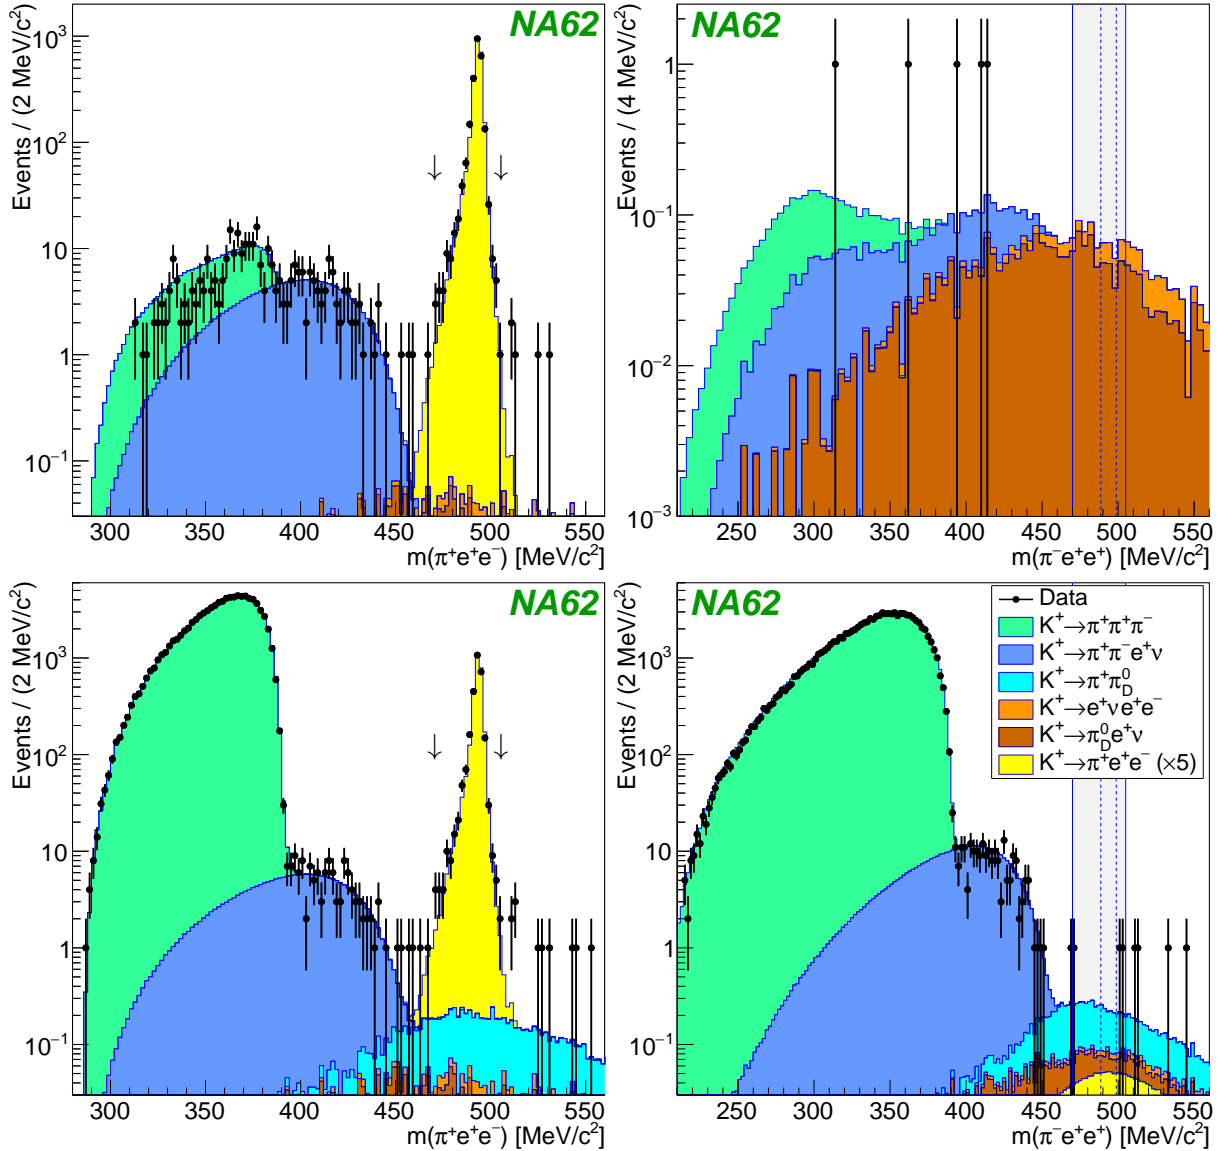 NA62
Events / (2 MeV/c²)
10³
10²
10
1
10⁻¹
300 350 400 450 500 550
m(π⁺e⁺e⁻) [MeV/c²]
NA62
Events / (4 MeV/c²)
1
10⁻¹
10⁻²
10⁻³
250 300 350 400 450 500 550
m(π⁻e⁺e⁺) [MeV/c²]
NA62
Events / (2 MeV/c²)
10³
10²
10
1
10⁻¹
300 350 400 450 500 550
m(π⁺e⁺e⁻) [MeV/c²]
NA62
Events / (2 MeV/c²)
10³
10²
10
1
10⁻¹
250 300 350 400 450 500 550
m(π⁻e⁺e⁺) [MeV/c²]
Data
K⁺→π⁺π⁺π⁻
K⁺→π⁺π⁻e⁺ν
K⁺→π⁺π⁰_D
K⁺→e⁺νe⁺e⁻
K⁺→π⁰_De⁺ν
K⁺→π⁺e⁺e⁻ (×5)